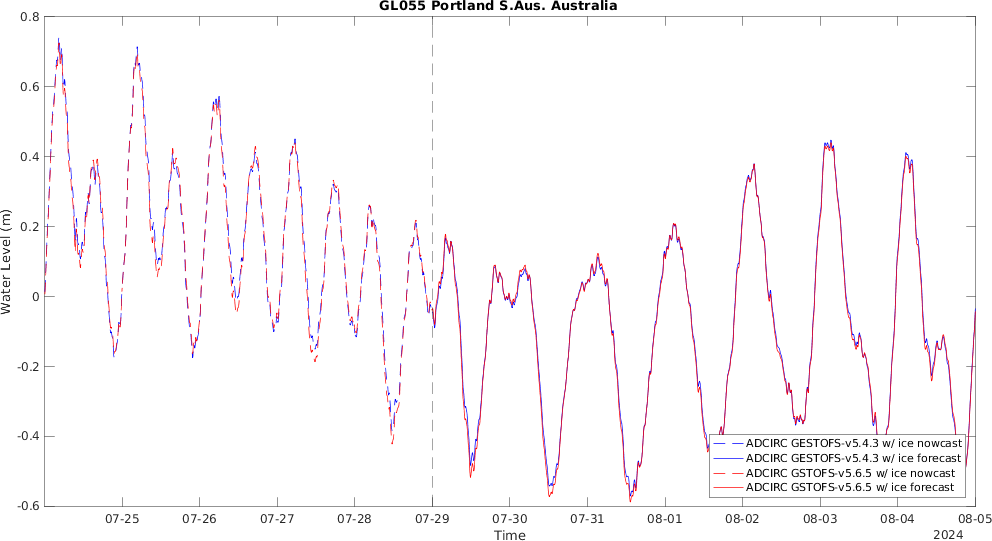 GL055 Portland S.Aus. Australia
0.8
0.6
0.4
0.2
0
-0.2
-0.4
-0.6
Water Level (m)
ADCIRC GESTOFS-v5.4.3 w/ ice nowcast
ADCIRC GESTOFS-v5.4.3 w/ ice forecast
ADCIRC GSTOFS-v5.6.5 w/ ice nowcast
ADCIRC GSTOFS-v5.6.5 w/ ice forecast
07-25 07-26 07-27 07-28 07-29 07-30 07-31 08-01 08-02 08-03 08-04 08-05
Time
2024